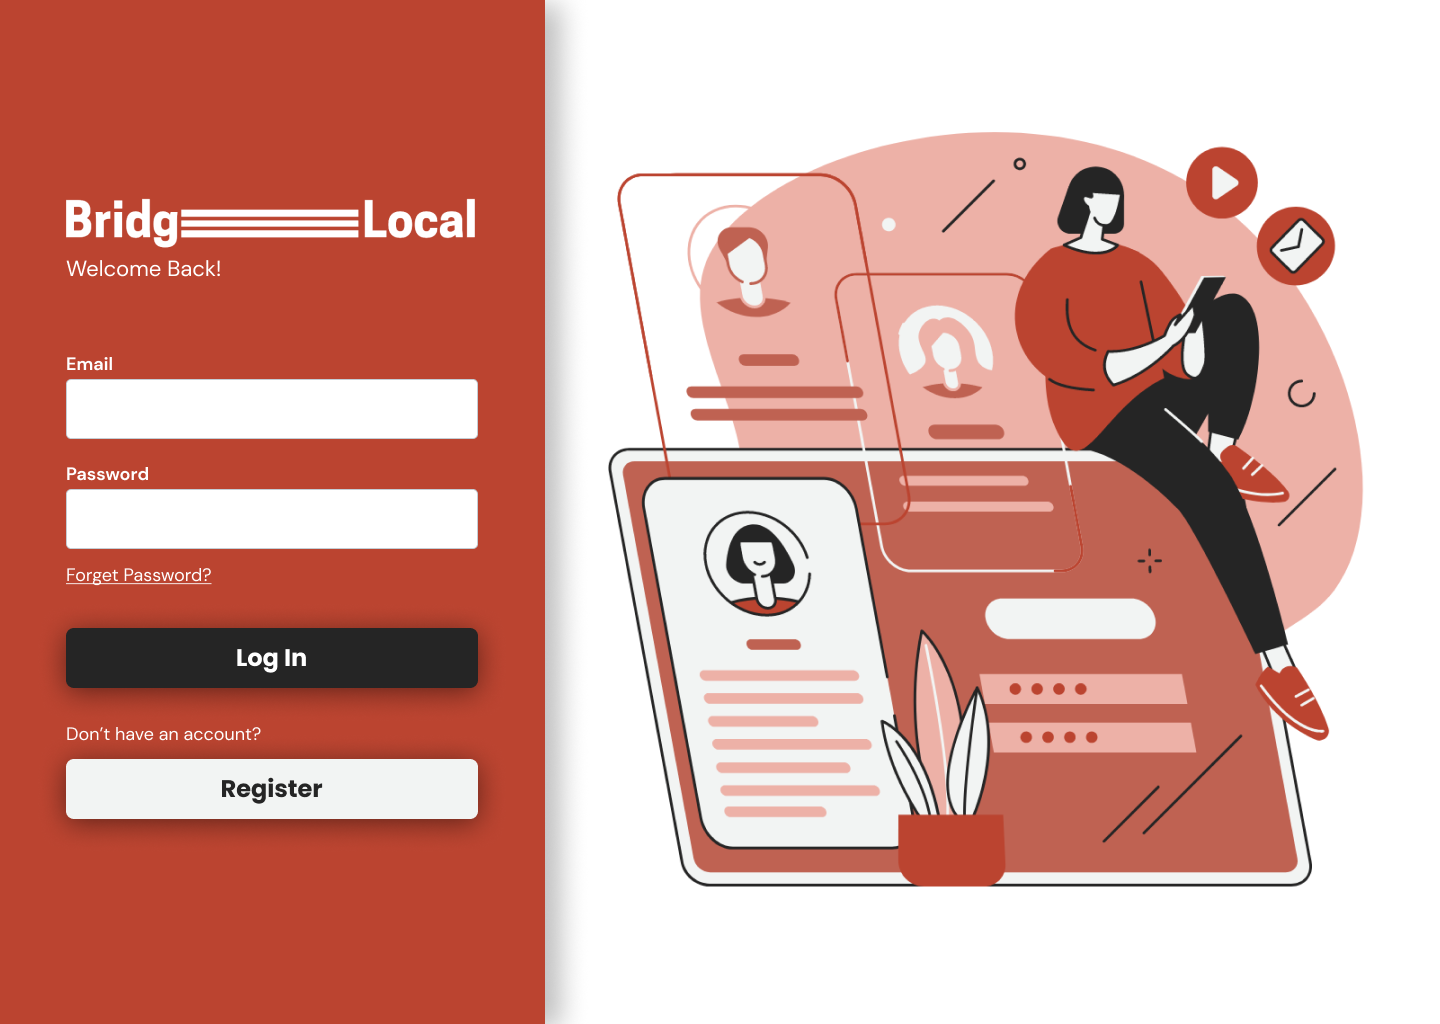 Bridg Local
Welcome Back!
Email
Password
Forget Password?
Log In
Don’t have an account?
Register